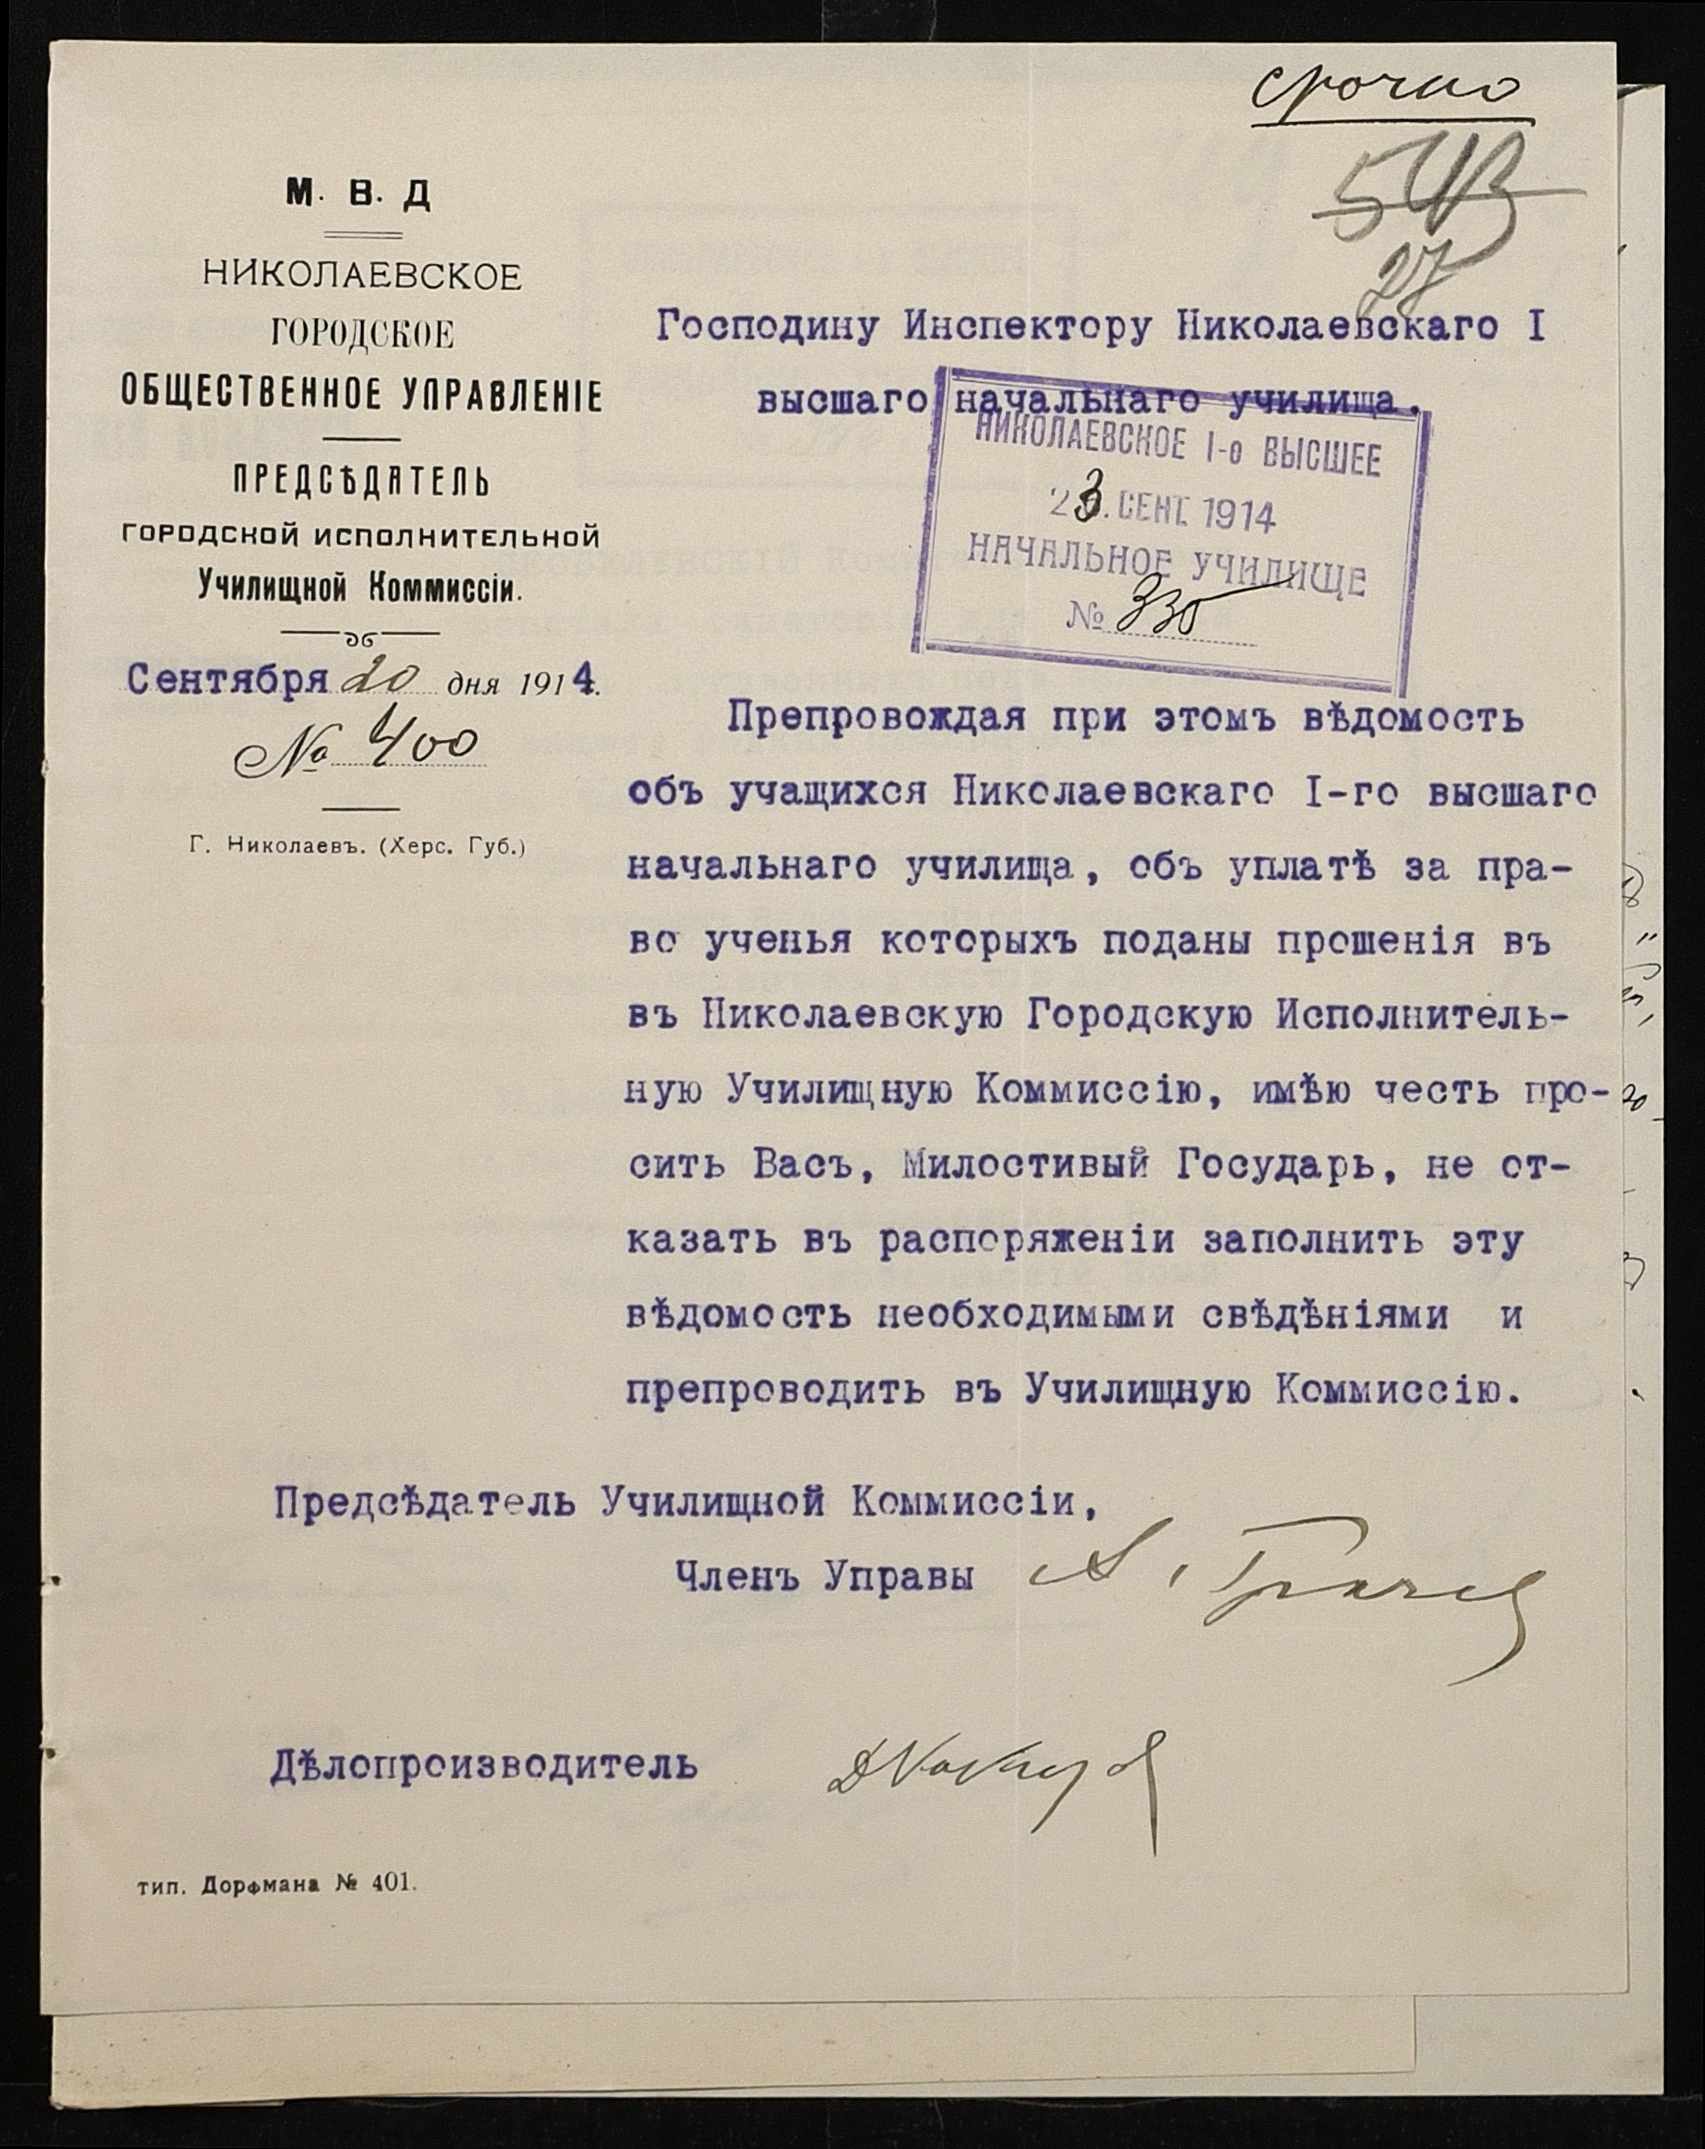 срочно
27
М. В. Д
НИКОЛАЕВСКОЕ
ГОРОДСКОЕ
ОБЩЕСТВЕННОЕ УПРАВЛЕНІЕ
ПРЕДСѢДАТЕЛЬ
ГОРОДСКОЙ ИСПОЛНИТЕЛЬНОЙ
Училищной Коммиссіи.
Сентября 20 дня 1914.
№ 400
Г. Николаевъ. (Херс. Губ.)
Господину Инспектору Николаевскаго I
высшаго начальнаго училища.
НИКОЛАЕВСКОЕ I-о ВЫСШЕЕ
23. СЕНТ. 1914
НАЧАЛЬНОЕ УЧИЛИЩЕ
№ 330
Препровождая при этомъ вѣдомость
объ учащихся Николаевскаго I-го высшаго
начальнаго училища, объ уплатѣ за пра-
во ученья которыхъ поданы прошенія въ
въ Николаевскую Городскую Исполнитель-
ную Училищную Коммиссію, имѣю честь про-
сить Васъ, Милостивый Государь, не от-
казать въ распоряженіи заполнить эту
вѣдомость необходимыми свѣдѣніями и
препроводить въ Училищную Коммиссію.
Предсѣдатель Училищной Коммиссіи,
Членъ Управы
Дѣлопроизводитель
тип. Дорфмана № 401.